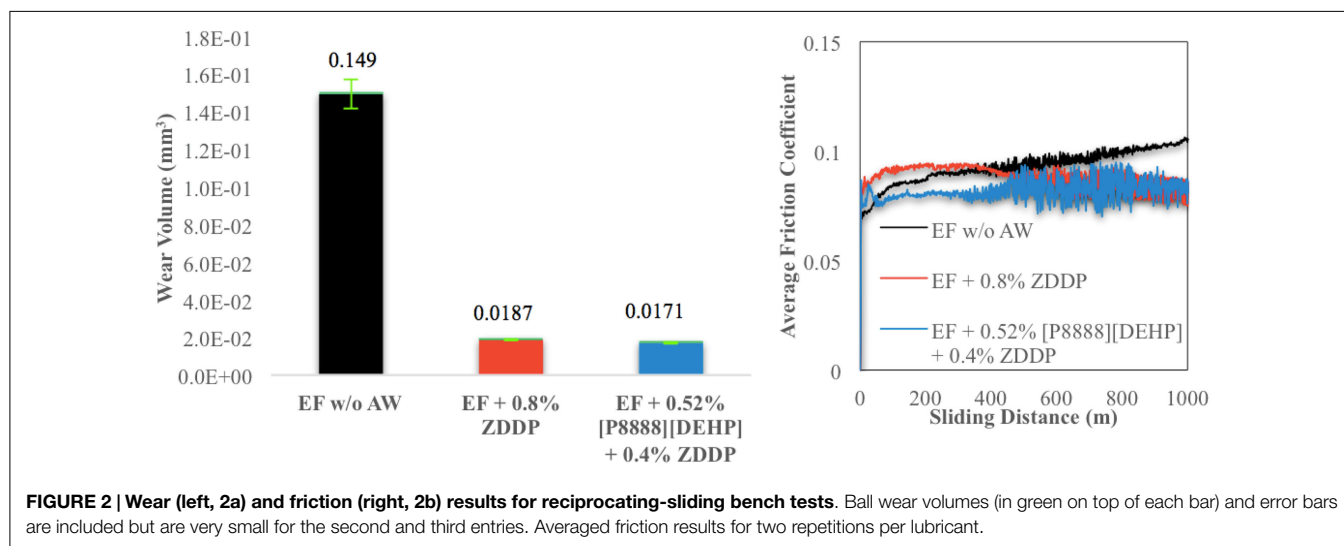 1.8E-01
1.6E-01
1.4E-01
1.2E-01
1.0E-01
8.0E-02
6.0E-02
4.0E-02
2.0E-02
0.0E+00
Wear Volume (mm³)
0.149
0.0187
0.0171
EF w/o AW
EF + 0.8%
ZDDP
EF + 0.52%
[P8888][DEHP]
+ 0.4% ZDDP
0.15
0.1
0.05
0
Average Friction Coefficient
EF w/o AW
EF + 0.8% ZDDP
EF + 0.52% [P8888][DEHP]
+ 0.4% ZDDP
0 200 400 600 800 1000
Sliding Distance (m)
FIGURE 2 | Wear (left, 2a) and friction (right, 2b) results for reciprocating-sliding bench tests. Ball wear volumes (in green on top of each bar) and error bars
are included but are very small for the second and third entries. Averaged friction results for two repetitions per lubricant.